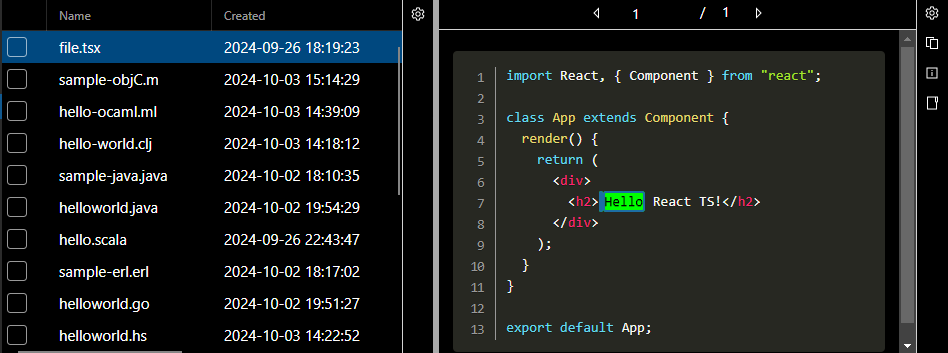 Name Created
file.tsx 2024-09-26 18:19:23
sample-objC.m 2024-10-03 15:14:29
hello-ocaml.ml 2024-10-03 14:39:09
hello-world.clj 2024-10-03 14:18:12
sample-java.java 2024-10-02 18:10:35
helloworld.java 2024-10-02 19:54:29
hello.scala 2024-09-26 22:43:47
sample-erl.erl 2024-10-02 18:17:02
helloworld.go 2024-10-02 19:51:27
helloworld.hs 2024-10-03 14:22:52
1 / 1
1 import React, { Component } from "react";
2
3 class App extends Component {
4   render() {
5     return (
6       <div>
7         <h2> Hello React TS!</h2>
8       </div>
9     );
10   }
11 }
12
13 export default App;